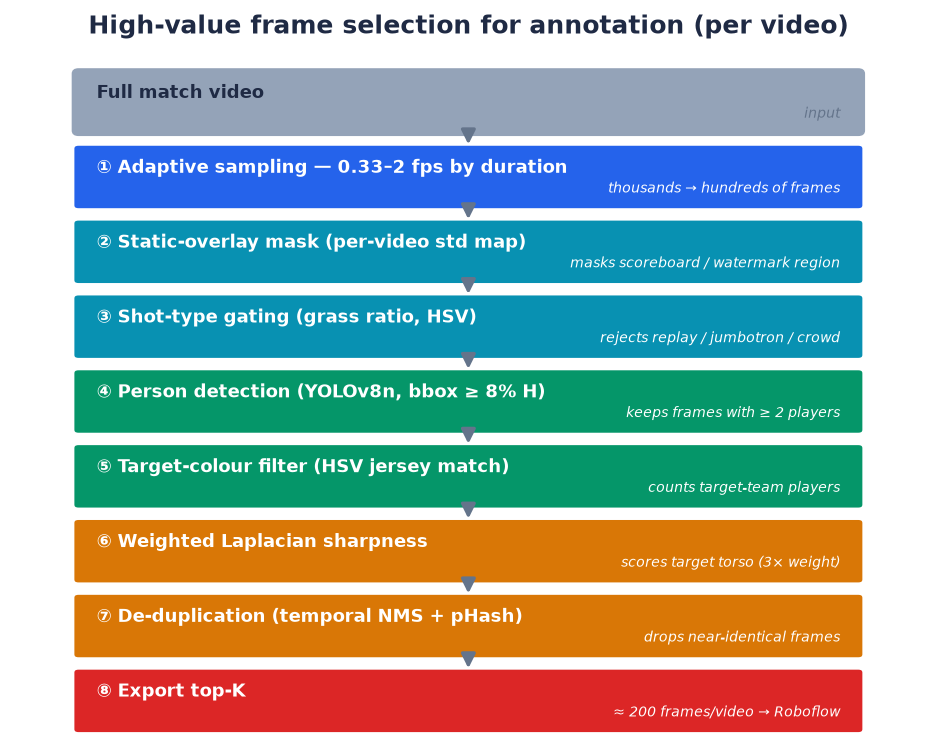 High-value frame selection for annotation (per video)
Full match video
input
① Adaptive sampling — 0.33–2 fps by duration
thousands → hundreds of frames
② Static-overlay mask (per-video std map)
masks scoreboard / watermark region
③ Shot-type gating (grass ratio, HSV)
rejects replay / jumbotron / crowd
④ Person detection (YOLOv8n, bbox ≥ 8% H)
keeps frames with ≥ 2 players
⑤ Target-colour filter (HSV jersey match)
counts target-team players
⑥ Weighted Laplacian sharpness
scores target torso (3× weight)
⑦ De-duplication (temporal NMS + pHash)
drops near-identical frames
⑧ Export top-K
≈ 200 frames/video → Roboflow